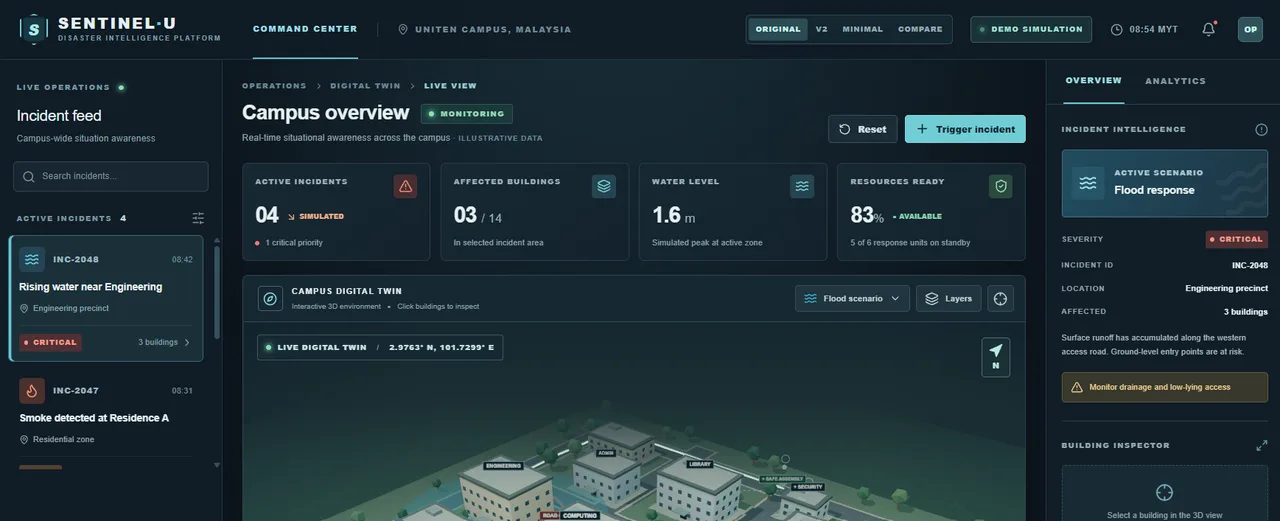 SENTINEL·U
DISASTER INTELLIGENCE PLATFORM
COMMAND CENTER
UNITEN CAMPUS, MALAYSIA
ORIGINAL V2 MINIMAL COMPARE
DEMO SIMULATION
08:54 MYT
OP
LIVE OPERATIONS
Incident feed
Campus-wide situation awareness
Search incidents...
ACTIVE INCIDENTS 4
INC-2048 08:42
Rising water near Engineering
Engineering precinct
CRITICAL 3 buildings
INC-2047 08:31
Smoke detected at Residence A
Residential zone
OPERATIONS > DIGITAL TWIN > LIVE VIEW
Campus overview MONITORING
Real-time situational awareness across the campus · ILLUSTRATIVE DATA
Reset
Trigger incident
ACTIVE INCIDENTS
04 SIMULATED
1 critical priority
AFFECTED BUILDINGS
03 / 14
In selected incident area
WATER LEVEL
1.6 m
Simulated peak at active zone
RESOURCES READY
83% • AVAILABLE
5 of 6 response units on standby
CAMPUS DIGITAL TWIN
Interactive 3D environment • Click buildings to inspect
Flood scenario
Layers
LIVE DIGITAL TWIN / 2.9763° N, 101.7299° E
N
ADMIN
ENGINEERING
LIBRARY
SAFE ASSEMBLY
SECURITY
ROAD
COMPUTING
OVERVIEW ANALYTICS
INCIDENT INTELLIGENCE
ACTIVE SCENARIO
Flood response
SEVERITY CRITICAL
INCIDENT ID INC-2048
LOCATION Engineering precinct
AFFECTED 3 buildings
Surface runoff has accumulated along the western
access road. Ground-level entry points are at risk.
Monitor drainage and low-lying access
BUILDING INSPECTOR
Select a building in the 3D view